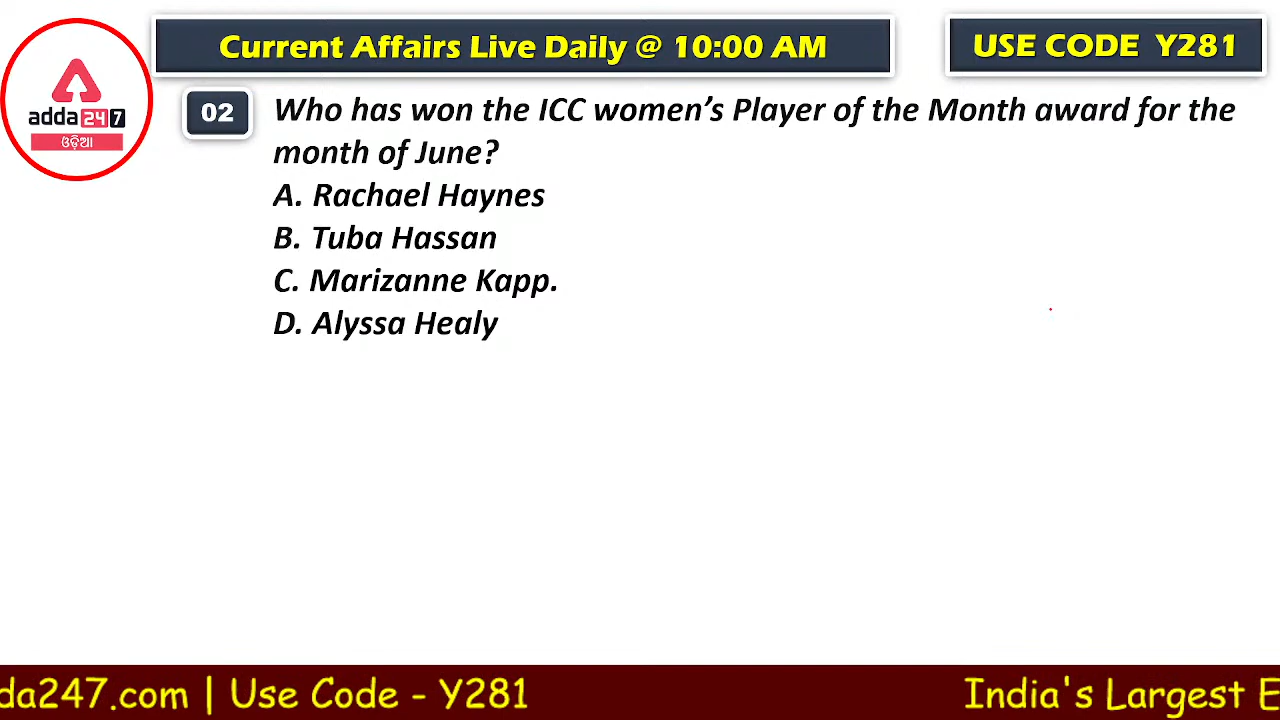 Current Affairs Live Daily @ 10:00 AM
USE CODE Y281
adda 24 7
ଓଡ଼ିଆ
02
Who has won the ICC women’s Player of the Month award for the
month of June?
A. Rachael Haynes
B. Tuba Hassan
C. Marizanne Kapp.
D. Alyssa Healy
da247.com | Use Code - Y281
India's Largest E